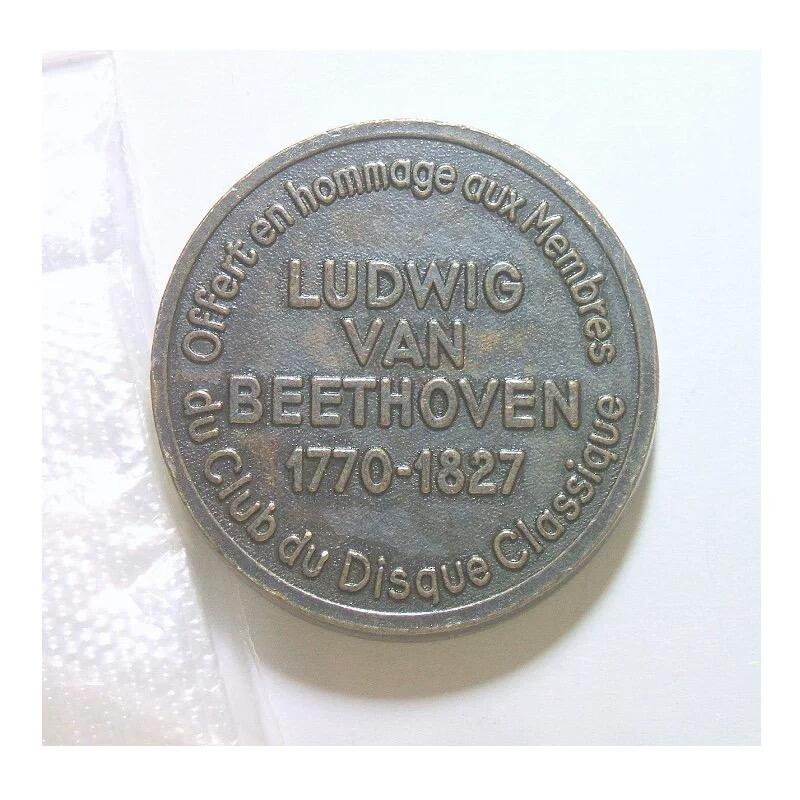 Offert en hommage aux Membres
du Club du Disque Classique
LUDWIG
VAN
BEETHOVEN
1770-1827